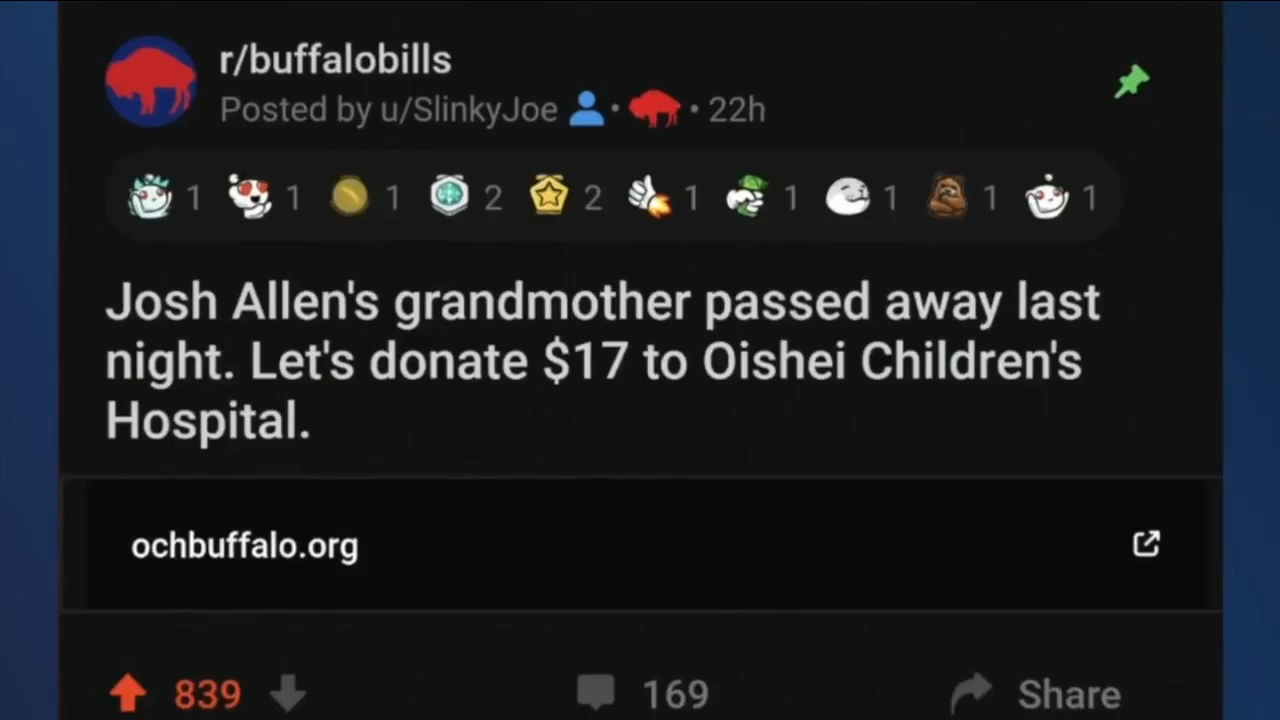 r/buffalobills
Posted by u/SlinkyJoe • • 22h
1 1 1 2 2 1 1 1 1 1
Josh Allen's grandmother passed away last
night. Let's donate $17 to Oishei Children's
Hospital.
ochbuffalo.org
839 169 Share